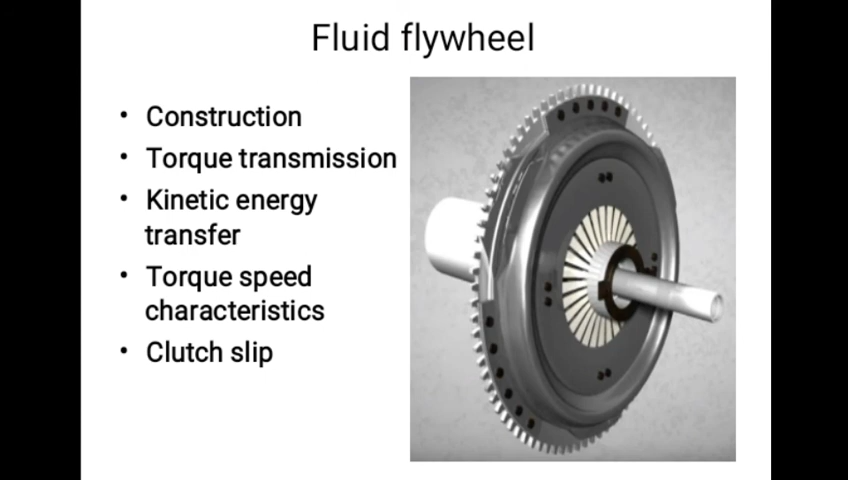 Fluid flywheel
• Construction
• Torque transmission
• Kinetic energy
transfer
• Torque speed
characteristics
• Clutch slip